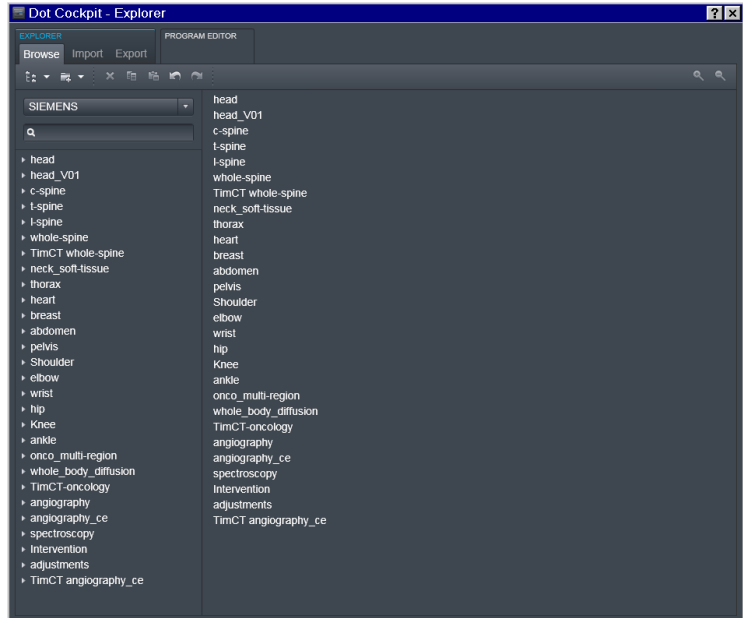 Dot Cockpit - Explorer
EXPLORER
PROGRAM EDITOR
Browse
Import
Export
SIEMENS
head
head_V01
c-spine
t-spine
l-spine
whole-spine
TimCT whole-spine
neck_soft-tissue
thorax
heart
breast
abdomen
pelvis
Shoulder
elbow
wrist
hip
Knee
ankle
onco_multi-region
whole_body_diffusion
TimCT-oncology
angiography
angiography_ce
spectroscopy
Intervention
adjustments
TimCT angiography_ce
head
head_V01
c-spine
t-spine
l-spine
whole-spine
TimCT whole-spine
neck_soft-tissue
thorax
heart
breast
abdomen
pelvis
Shoulder
elbow
wrist
hip
Knee
ankle
onco_multi-region
whole_body_diffusion
TimCT-oncology
angiography
angiography_ce
spectroscopy
Intervention
adjustments
TimCT angiography_ce